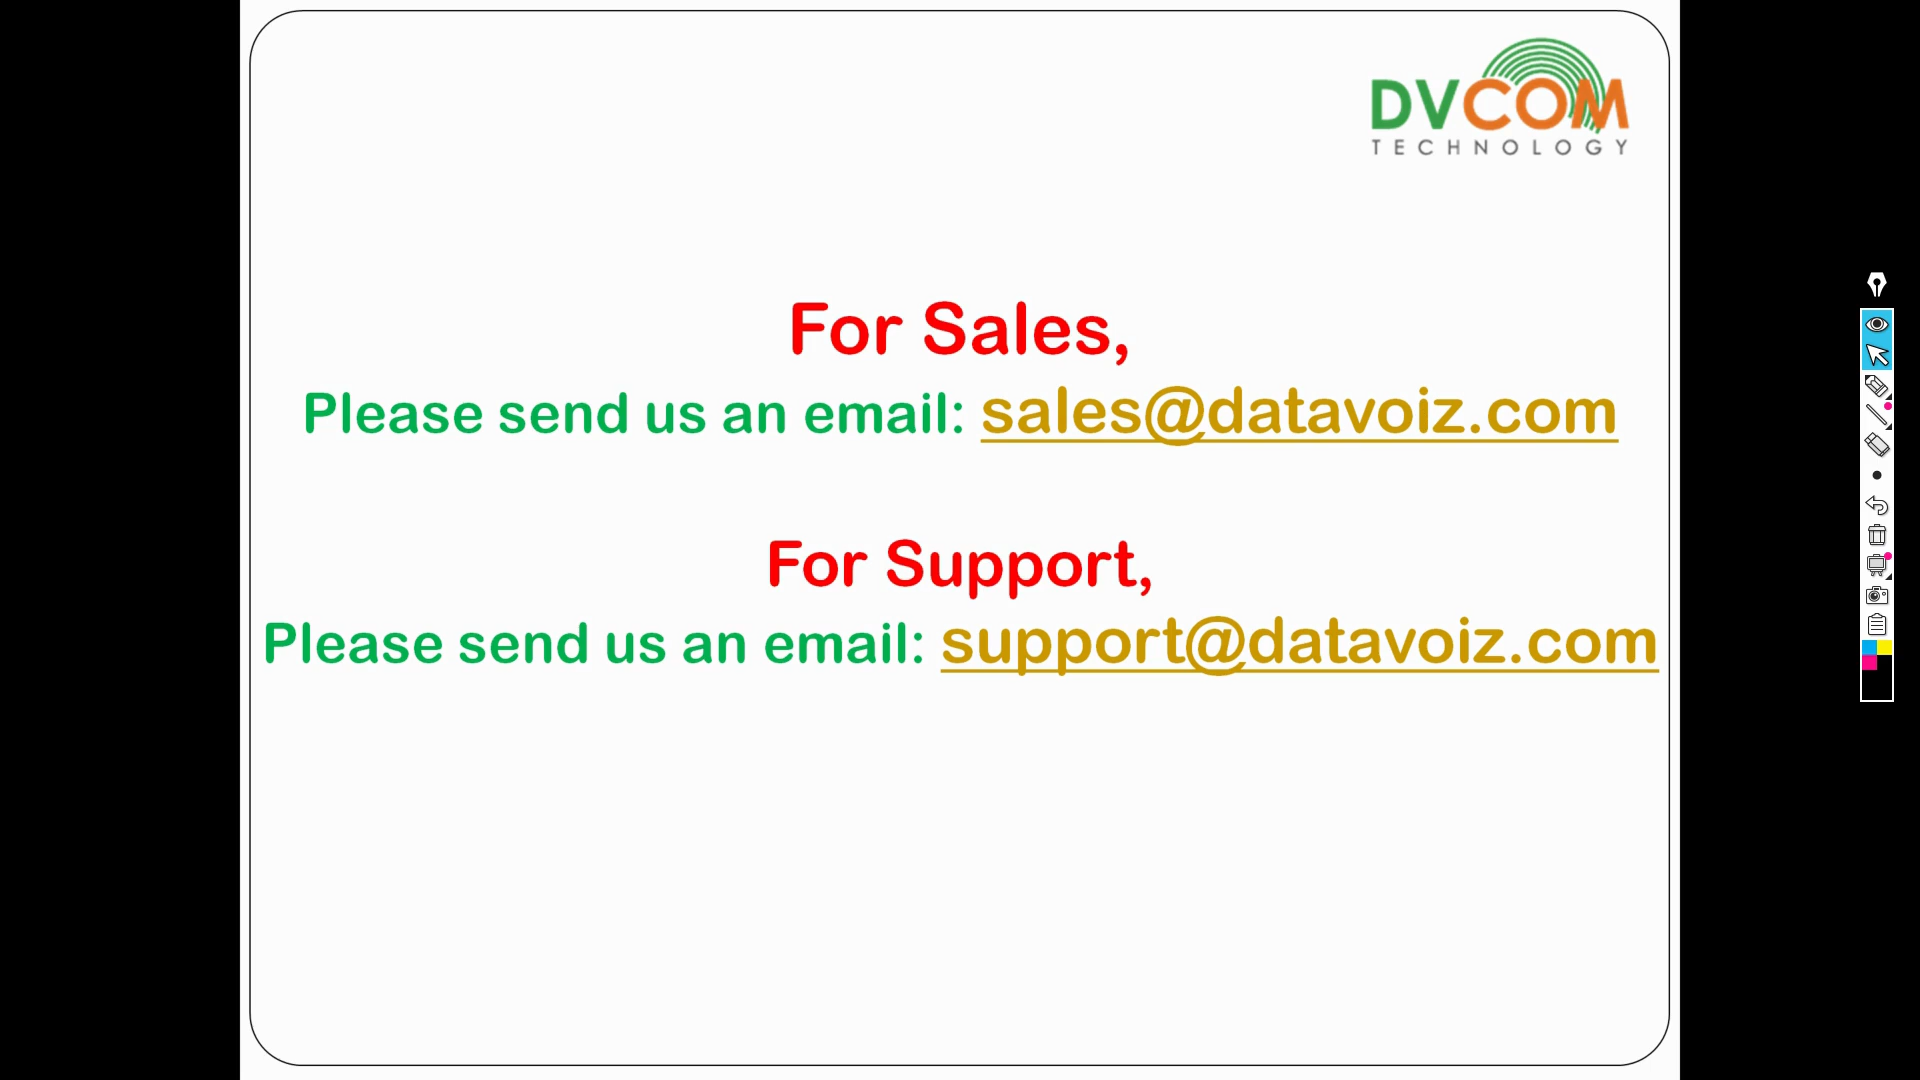 DVCOM
TECHNOLOGY
For Sales,
Please send us an email: sales@datavoiz.com
For Support,
Please send us an email: support@datavoiz.com